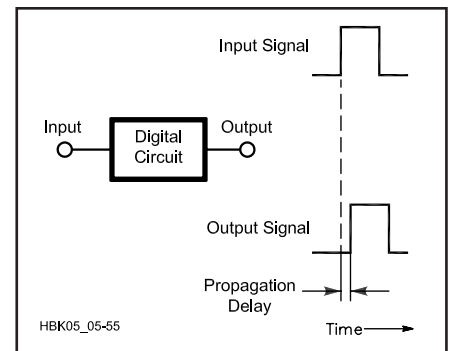 Input Signal
Input
Digital
Circuit
Output
Output Signal
Propagation
Delay
HBK05_05-55
Time